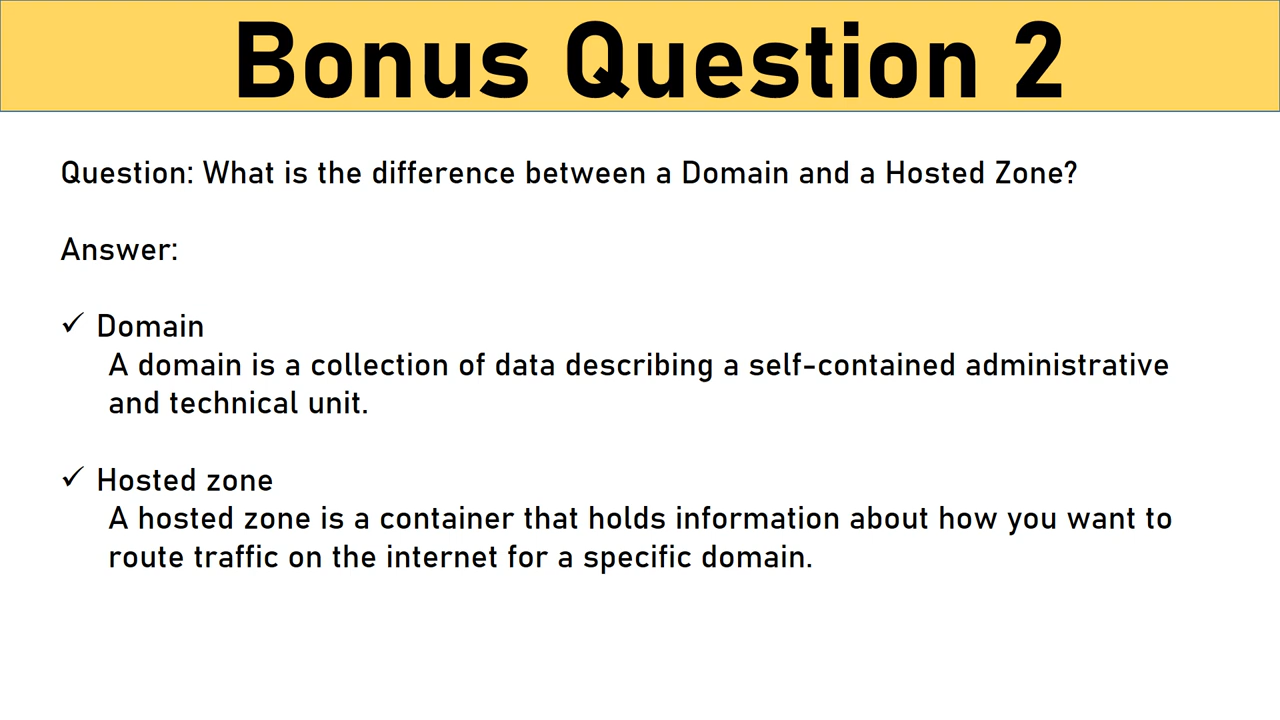 Bonus Question 2
Question: What is the difference between a Domain and a Hosted Zone?
Answer:
✓ Domain
A domain is a collection of data describing a self-contained administrative
and technical unit.
✓ Hosted zone
A hosted zone is a container that holds information about how you want to
route traffic on the internet for a specific domain.